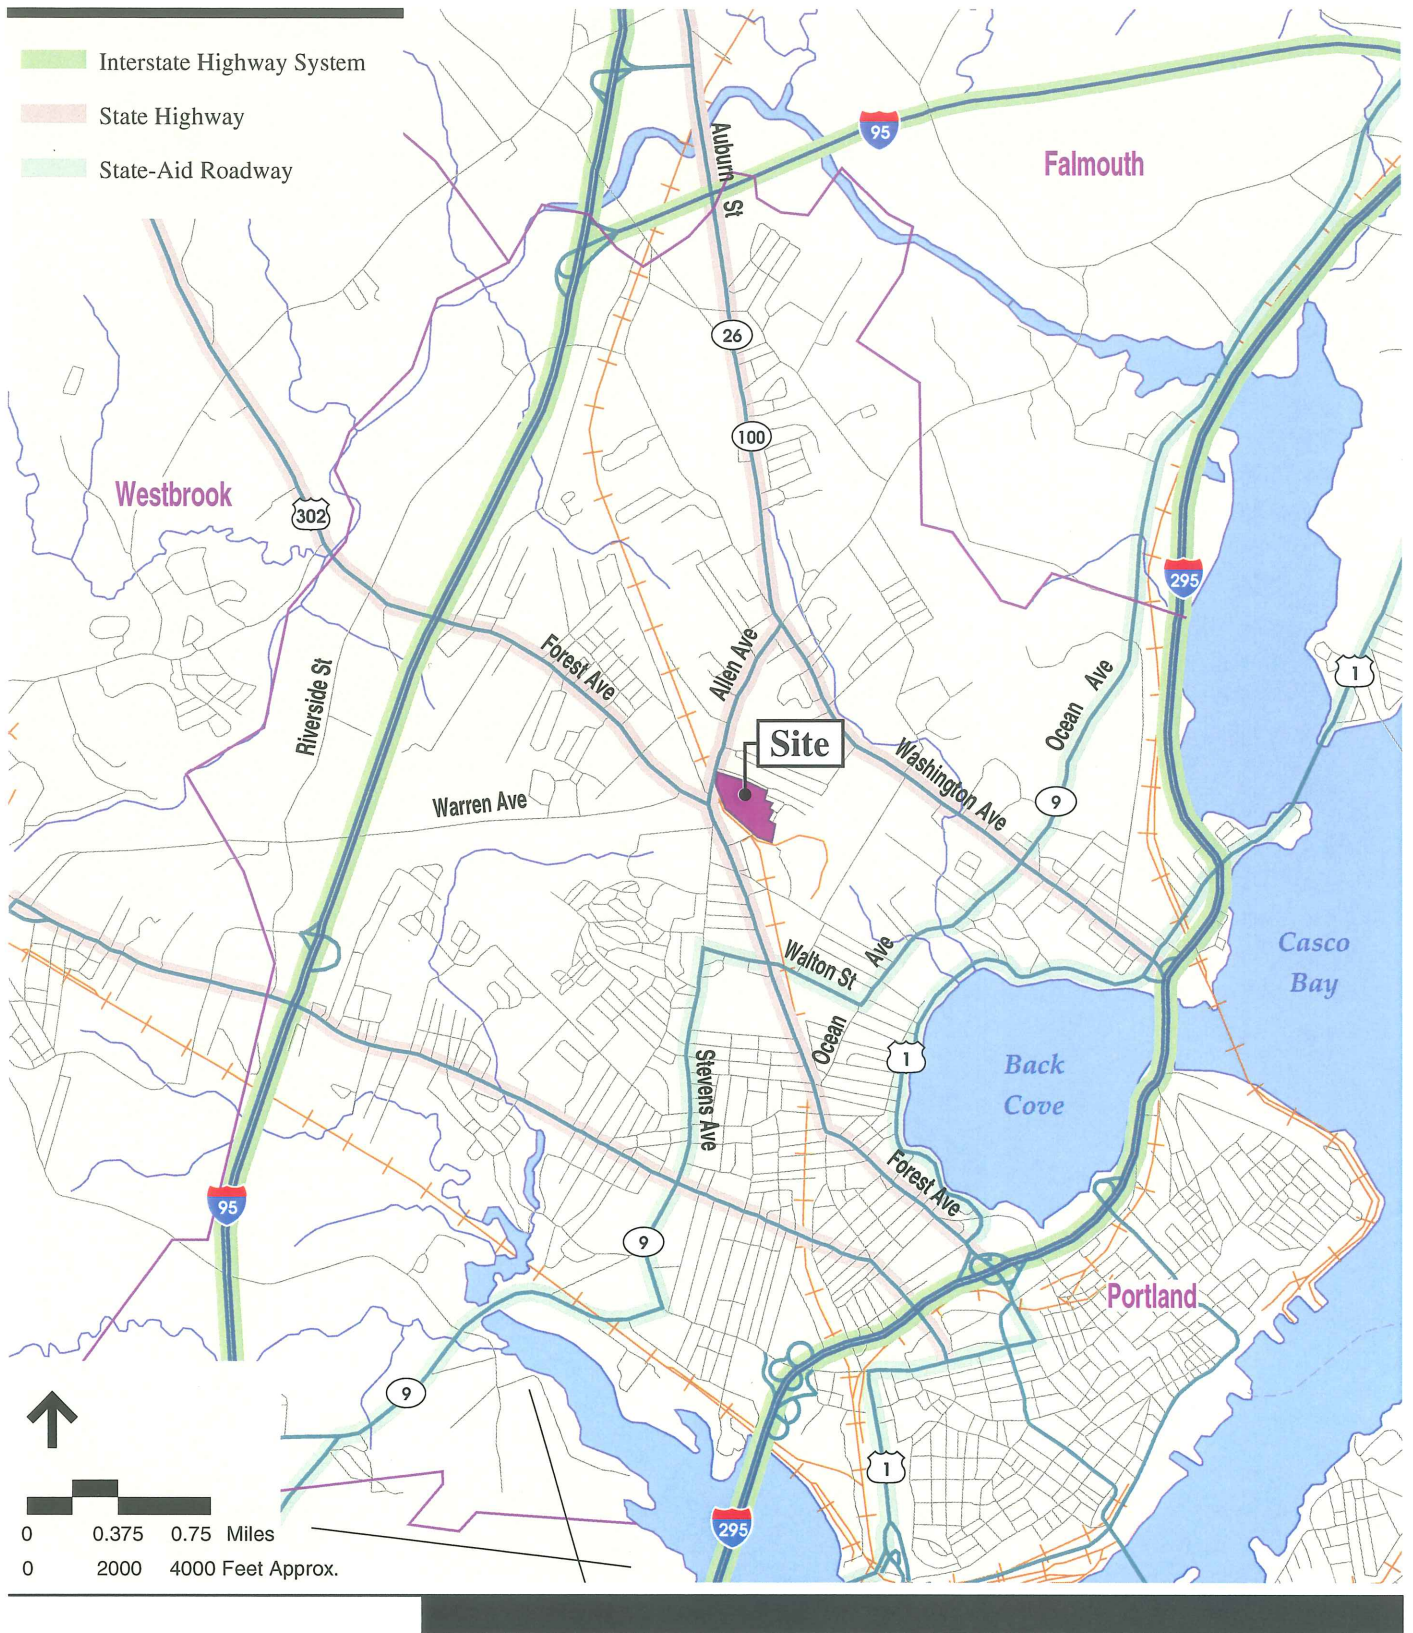 Interstate Highway System
State Highway
State-Aid Roadway
Auburn St
95
Falmouth
26
100
Westbrook
302
295
1
Forest Ave
Allen Ave
Riverside St
Ocean Ave
Site
Washington Ave
Warren Ave
9
Casco
Bay
Walton St
Ocean Ave
Stevens Ave
1
Back
Cove
Forest Ave
95
9
Portland
9
1
295
0 0.375 0.75 Miles
0 2000 4000 Feet Approx.